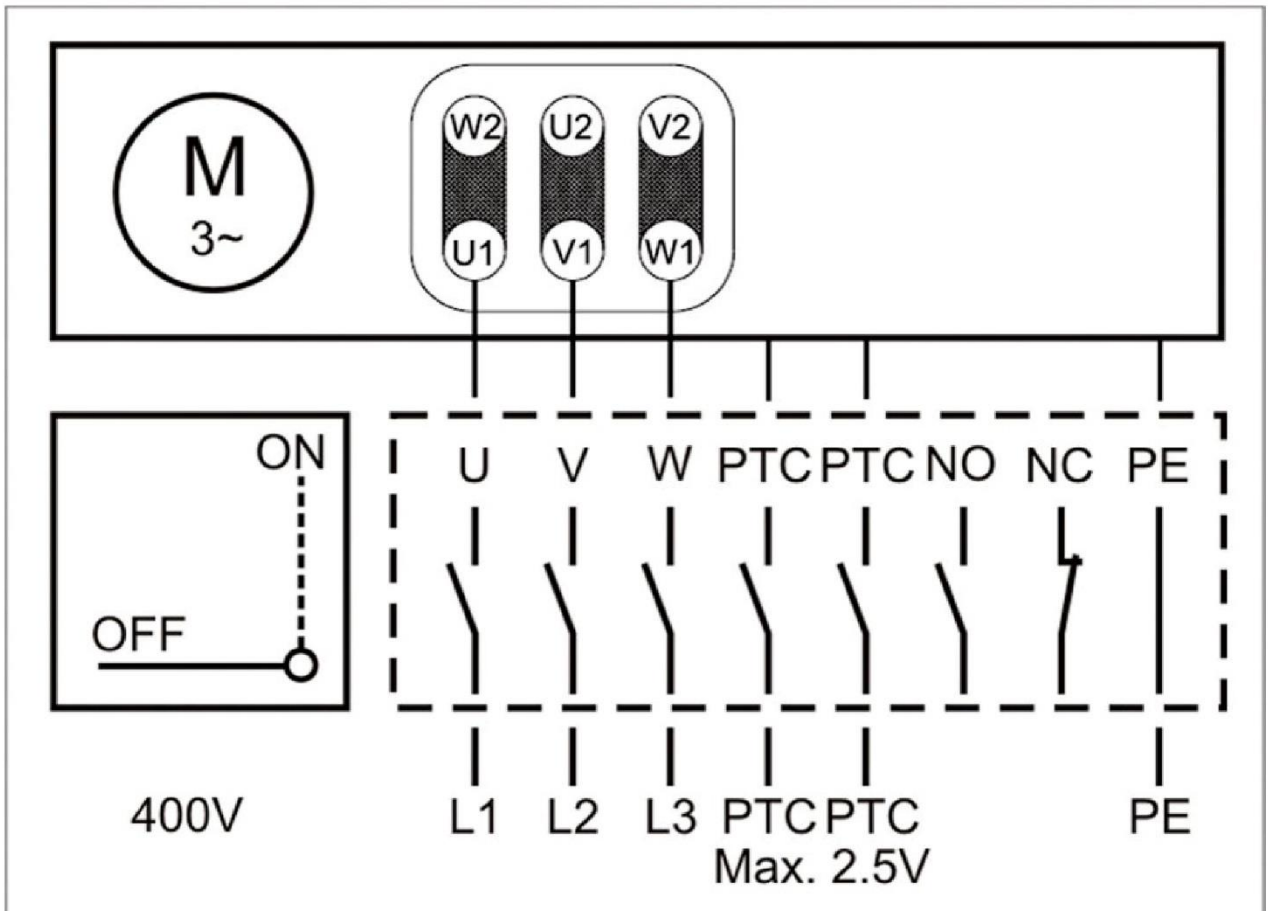 W2 U2 V2
M
3~
U1 V1 W1
ON
OFF
U V W PTC PTC NO NC PE
400V
L1 L2 L3 PTC PTC PE
Max. 2.5V